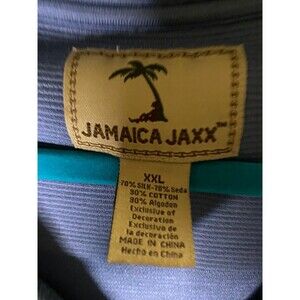 JAMAICA JAXX™
XXL
70% SILK-70% Seda
30% COTTON
30% Algodon
Exclusive of
Decoration
Exclusivo de
la decoración
MADE IN CHINA
Hecho en China